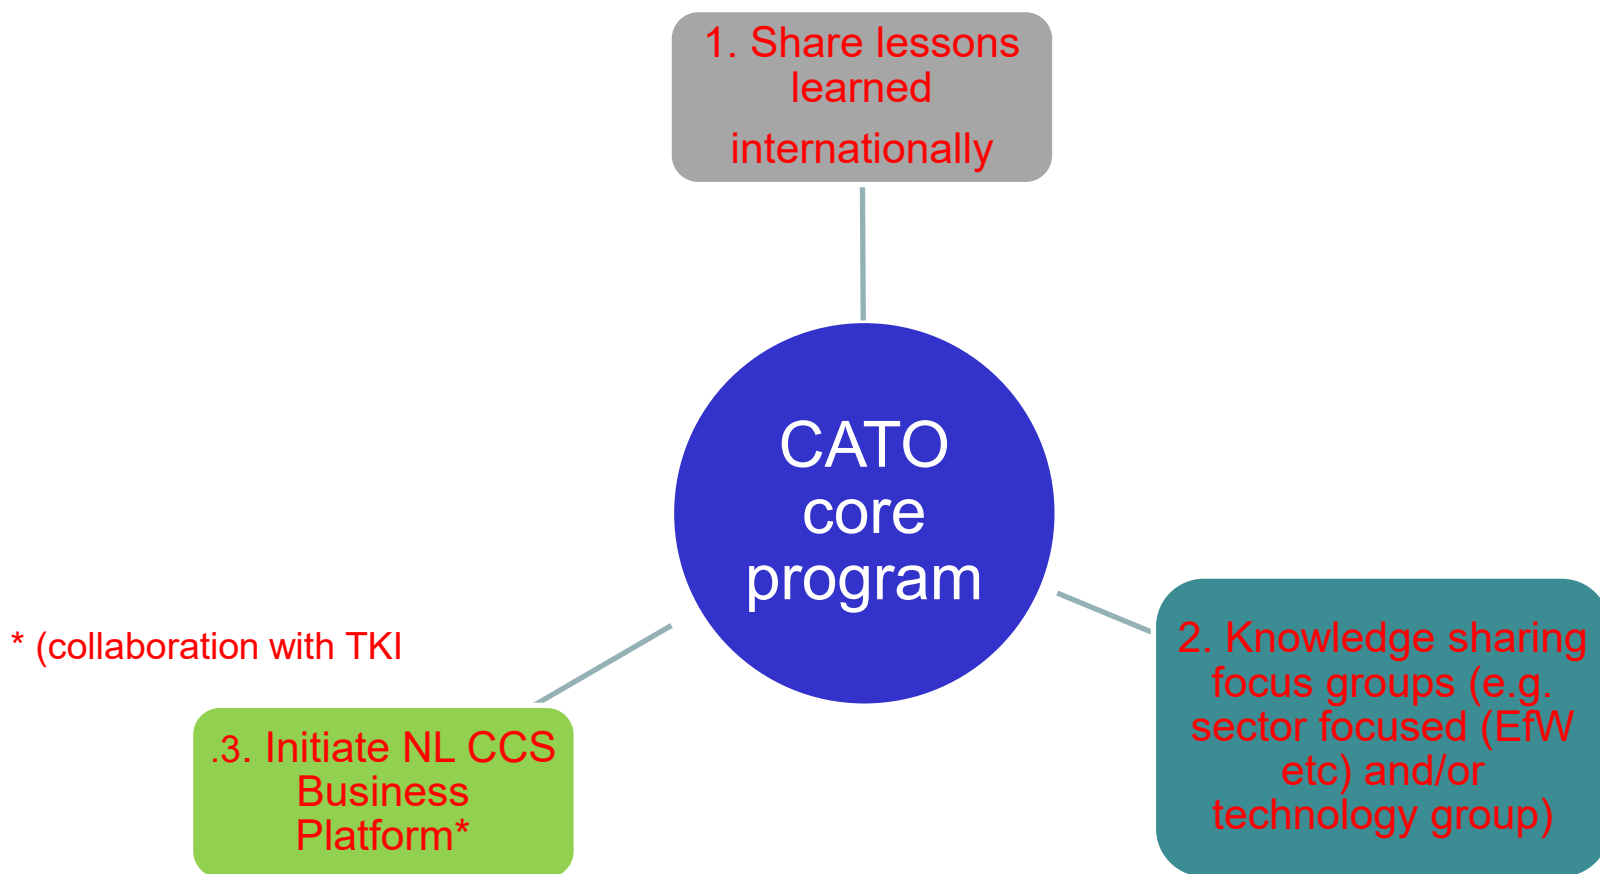 1. Share lessons
learned
internationally
CATO
core
program
* (collaboration with TKI
2. Knowledge sharing
focus groups (e.g.
sector focused (EfW
etc) and/or
technology group)
.3. Initiate NL CCS
Business
Platform*